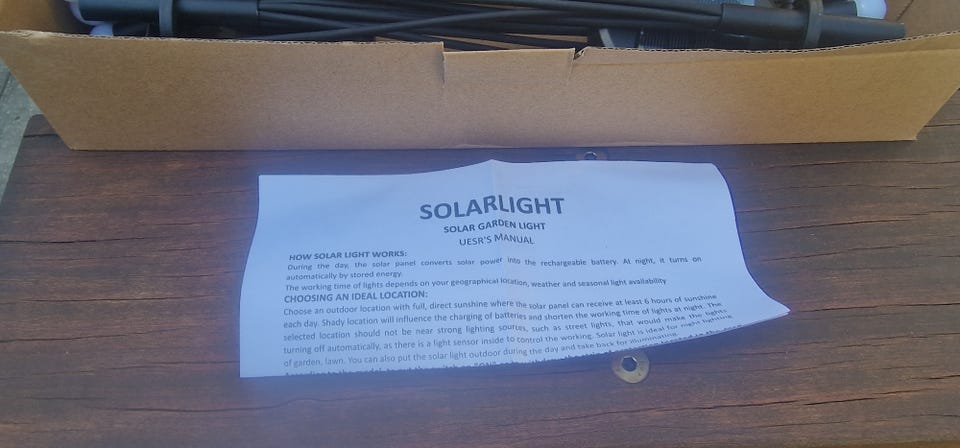 SOLARLIGHT
SOLAR GARDEN LIGHT
UESR'S MANUAL
HOW SOLAR LIGHT WORKS:
During the day, the solar panel converts solar power into the rechargeable battery. At night, it turns on
automatically by stored energy.
The working time of lights depends on your geographical location, weather and seasonal light availability
CHOOSING AN IDEAL LOCATION:
Choose an outdoor location with full, direct sunshine where the solar panel can receive at least 6 hours of sunshine
each day. Shady location will influence the charging of batteries and shorten the working time of lights at night. The
selected location should not be near strong lighting sources, such as street lights, that would make the lights
turning off automatically, as there is a light sensor inside to control the working. Solar light is ideal for night lighting
of garden, lawn. You can also put the solar light outdoor during the day and take back for illuminating